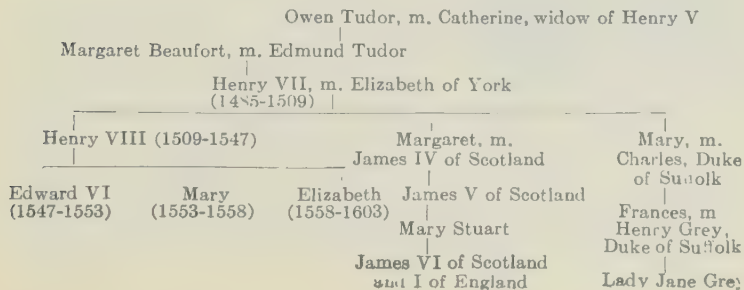 Owen Tudor, m. Catherine, widow of Henry V
Margaret Beaufort, m. Edmund Tudor
Henry VII, m. Elizabeth of York
(1485-1509)
Henry VIII (1509-1547)
Margaret, m.
James IV of Scotland
Mary, m.
Charles, Duke
of Suffolk
Edward VI
(1547-1553)
Mary
(1553-1558)
Elizabeth
(1558-1603)
James V of Scotland
Mary Stuart
James VI of Scotland
and I of England
Frances, m
Henry Grey,
Duke of Suffolk
Lady Jane Grey